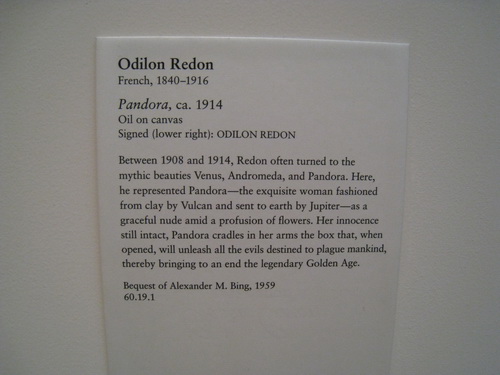 Odilon Redon
French, 1840–1916
Pandora, ca. 1914
Oil on canvas
Signed (lower right): ODILON REDON
Between 1908 and 1914, Redon often turned to the
mythic beauties Venus, Andromeda, and Pandora. Here,
he represented Pandora—the exquisite woman fashioned
from clay by Vulcan and sent to earth by Jupiter—as a
graceful nude amid a profusion of flowers. Her innocence
still intact, Pandora cradles in her arms the box that, when
opened, will unleash all the evils destined to plague mankind,
thereby bringing to an end the legendary Golden Age.
Bequest of Alexander M. Bing, 1959
60.19.1